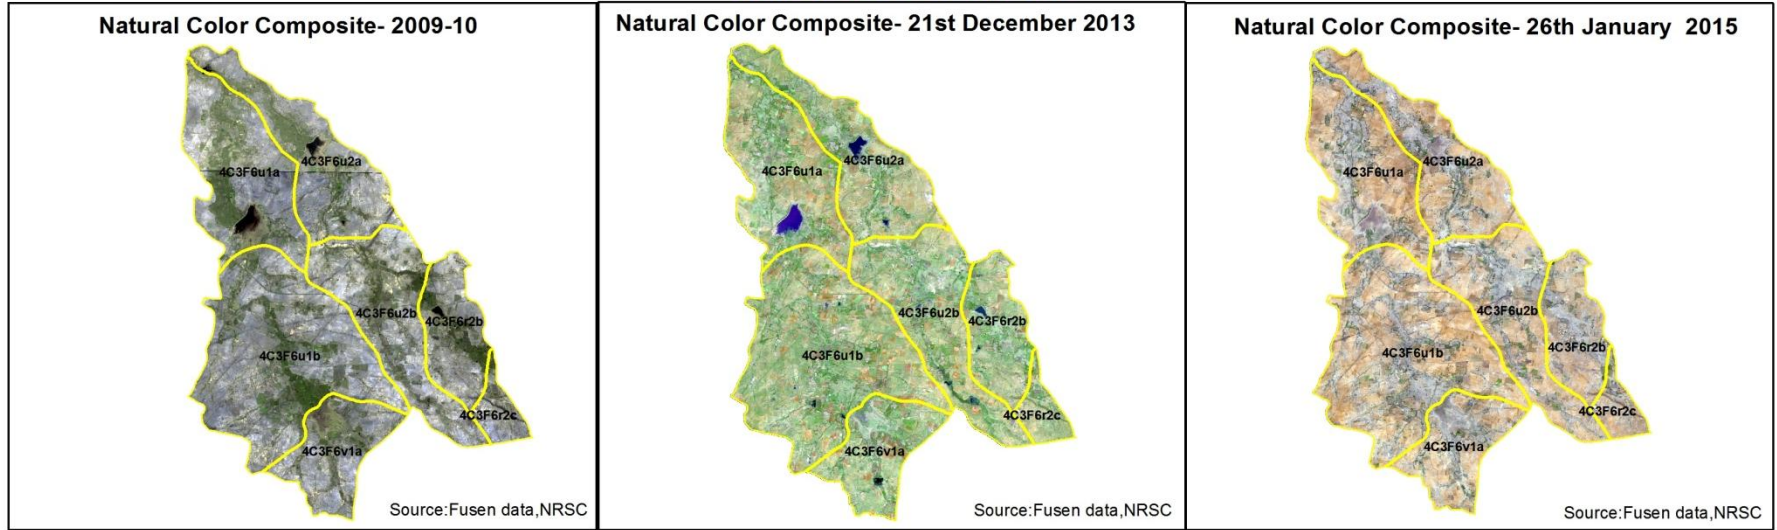 Natural Color Composite- 2009-10
4C3F6u2a
4C3F6u1a
4C3F6u2b
4C3F6r2b
4C3F6u1b
4C3F6r2c
4C3F6v1a
Source:Fusen data,NRSC
Natural Color Composite- 21st December 2013
4C3F6u2a
4C3F6u1a
4C3F6u2b
4C3F6r2b
4C3F6u1b
4C3F6r2c
4C3F6v1a
Source:Fusen data,NRSC
Natural Color Composite- 26th January 2015
4C3F6u2a
4C3F6u1a
4C3F6u2b
4C3F6r2b
4C3F6u1b
4C3F6r2c
4C3F6v1a
Source:Fusen data,NRSC